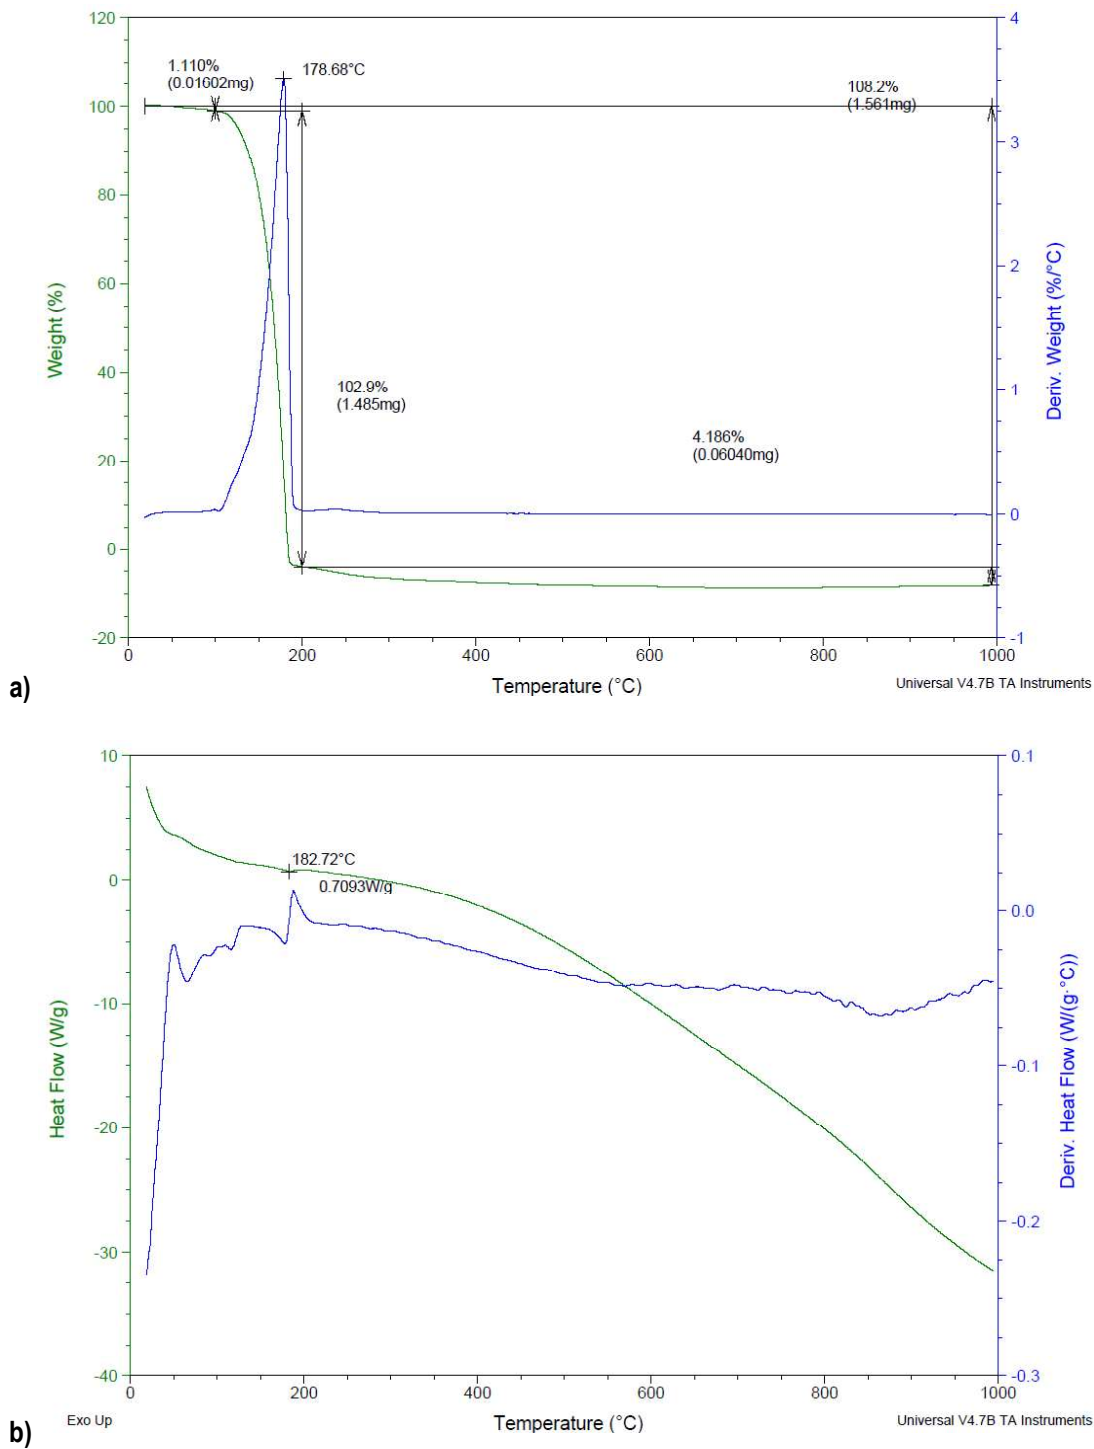 120
100
80
60
40
20
0
-20
Weight (%)
1.110%
(0.01602mg)
178.68°C
108.2%
(1.561mg)
102.9%
(1.485mg)
4.186%
(0.06040mg)
4
3
2
1
0
-1
Deriv. Weight (%/°C)
0
200
400
600
800
1000
Temperature (°C)
Universal V4.7B TA Instruments
a)
10
0
-10
-20
-30
-40
Heat Flow (W/g)
182.72°C
0.7093W/g
0.1
0.0
-0.1
-0.2
-0.3
Deriv. Heat Flow (W/(g·°C))
0
200
400
600
800
1000
b)
Exo Up
Temperature (°C)
Universal V4.7B TA Instruments